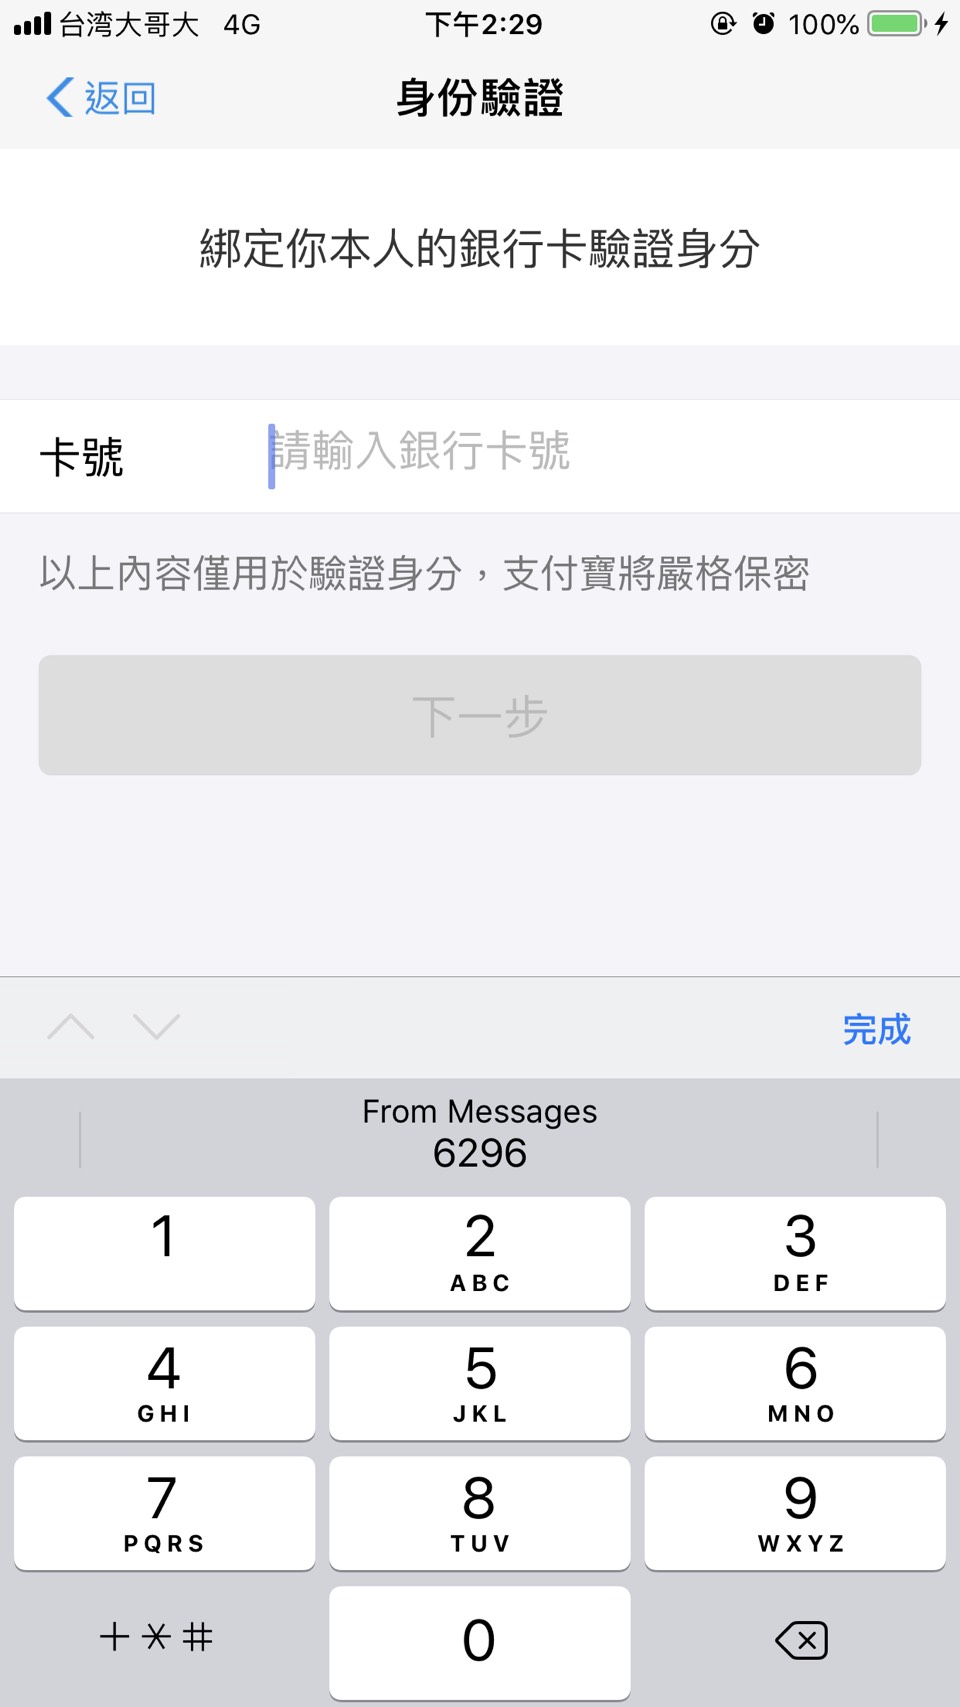 台湾大哥大 4G 下午2:29 100%
返回 身份驗證
綁定你本人的銀行卡驗證身分
卡號 請輸入銀行卡號
以上內容僅用於驗證身分，支付寶將嚴格保密
下一步
完成
From Messages
6296
1 2 3
ABC DEF
4 5 6
GHI JKL MNO
7 8 9
PQRS TUV WXYZ
+*# 0